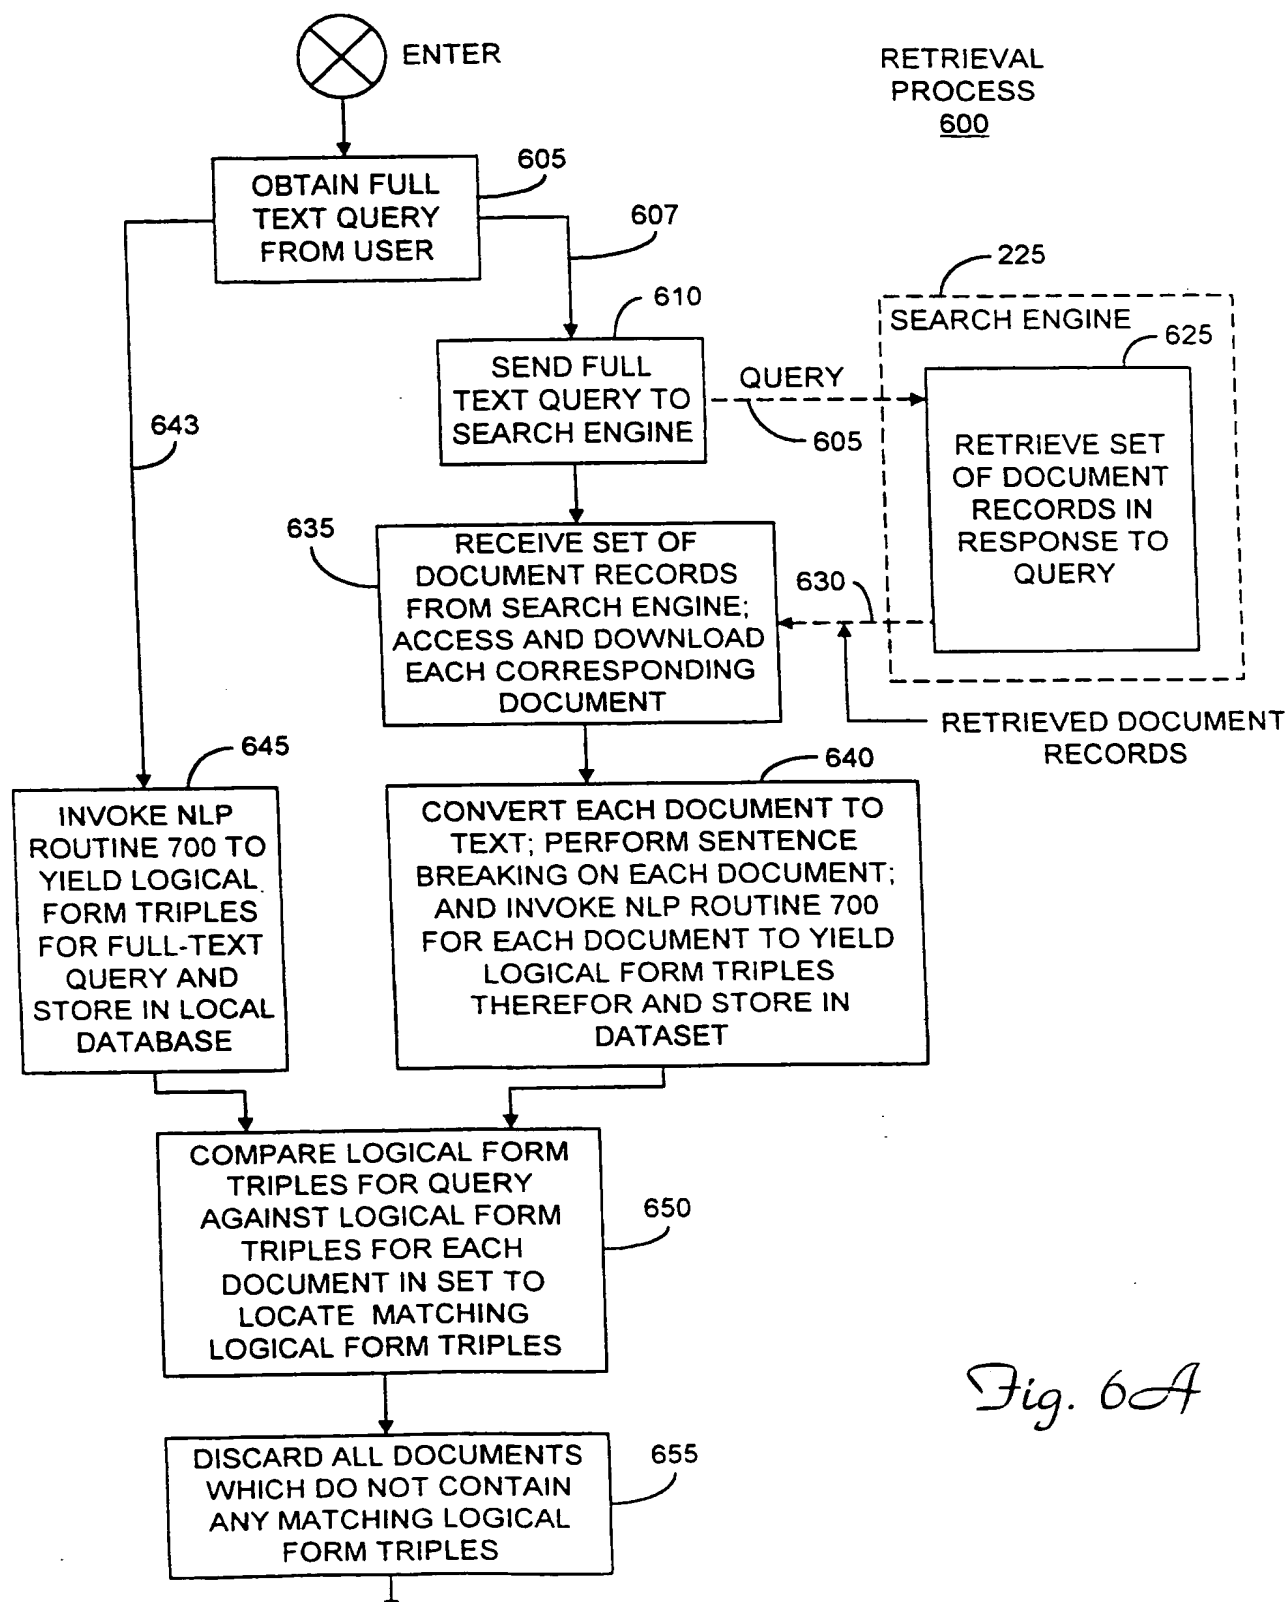 ENTER
RETRIEVAL
PROCESS
600
605
OBTAIN FULL
TEXT QUERY
FROM USER
607
610
SEND FULL
TEXT QUERY TO
SEARCH ENGINE
QUERY
605
225
SEARCH ENGINE
625
RETRIEVE SET
OF DOCUMENT
RECORDS IN
RESPONSE TO
QUERY
643
635
RECEIVE SET OF
DOCUMENT RECORDS
FROM SEARCH ENGINE;
ACCESS AND DOWNLOAD
EACH CORRESPONDING
DOCUMENT
630
RETRIEVED DOCUMENT
RECORDS
645
INVOKE NLP
ROUTINE 700 TO
YIELD LOGICAL
FORM TRIPLES
FOR FULL-TEXT
QUERY AND
STORE IN LOCAL
DATABASE
640
CONVERT EACH DOCUMENT TO
TEXT; PERFORM SENTENCE
BREAKING ON EACH DOCUMENT;
AND INVOKE NLP ROUTINE 700
FOR EACH DOCUMENT TO YIELD
LOGICAL FORM TRIPLES
THEREFOR AND STORE IN
DATASET
COMPARE LOGICAL FORM
TRIPLES FOR QUERY
AGAINST LOGICAL FORM
TRIPLES FOR EACH
DOCUMENT IN SET TO
LOCATE MATCHING
LOGICAL FORM TRIPLES
650
DISCARD ALL DOCUMENTS
WHICH DO NOT CONTAIN
ANY MATCHING LOGICAL
FORM TRIPLES
655
Fig. 6A